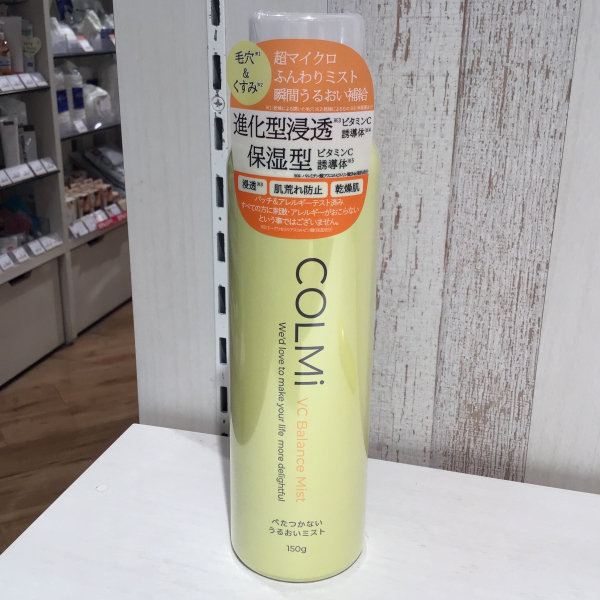 毛穴※1
&
くすみ※2
超マイクロ
ふんわりミスト
瞬間うるおい補給
進化型浸透※3 ビタミンC誘導体※4
保湿型 ビタミンC誘導体※5
浸透※3 肌荒れ防止 乾燥肌
パッチ&アレルギーテスト済み
すべての方に刺激・アレルギーがおこらない
という事ではございません。
COLMi
VC Balance Mist
We'd love to make your life more delightful
べたつかない
うるおいミスト
150g